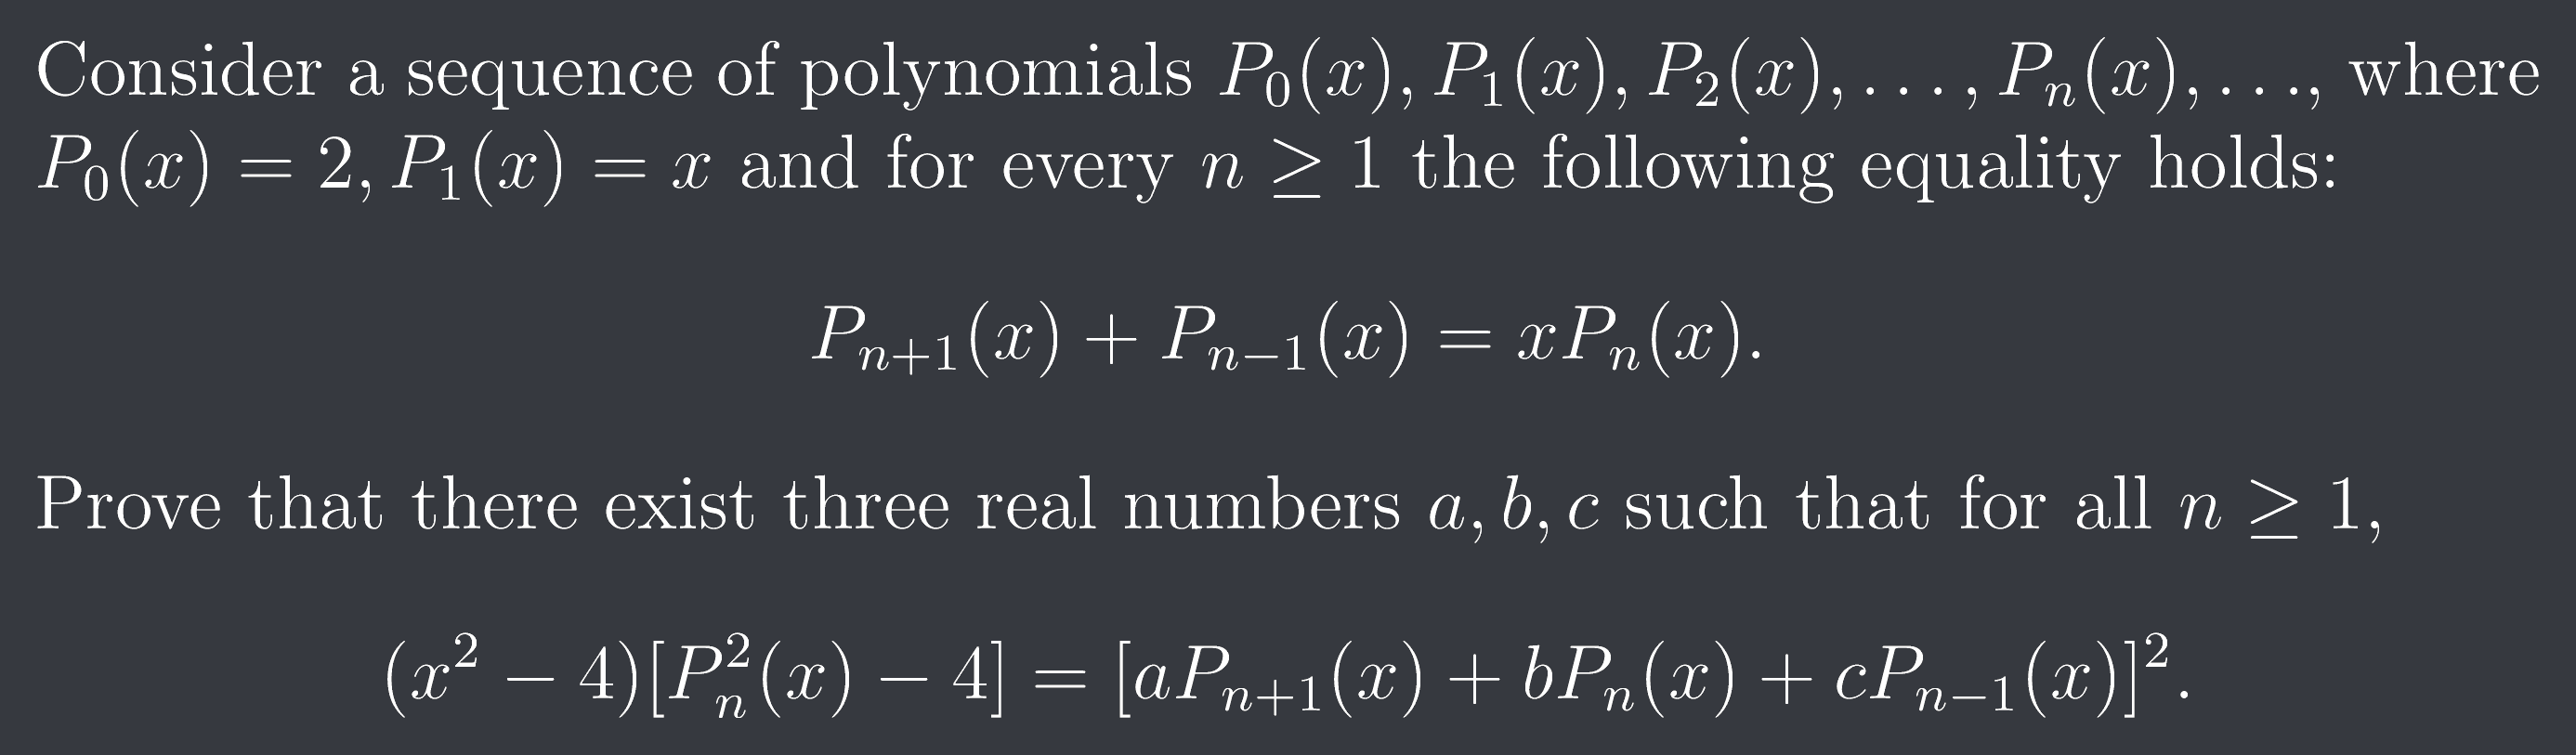 Consider a sequence of polynomials $P_0(x), P_1(x), P_2(x), \ldots, P_n(x), \ldots$, where
$P_0(x) = 2, P_1(x) = x$ and for every $n \geq 1$ the following equality holds:
$P_{n+1}(x) + P_{n-1}(x) = xP_n(x).$
Prove that there exist three real numbers $a, b, c$ such that for all $n \geq 1$,
$(x^2 - 4)[P_n^2(x) - 4] = [aP_{n+1}(x) + bP_n(x) + cP_{n-1}(x)]^2.$